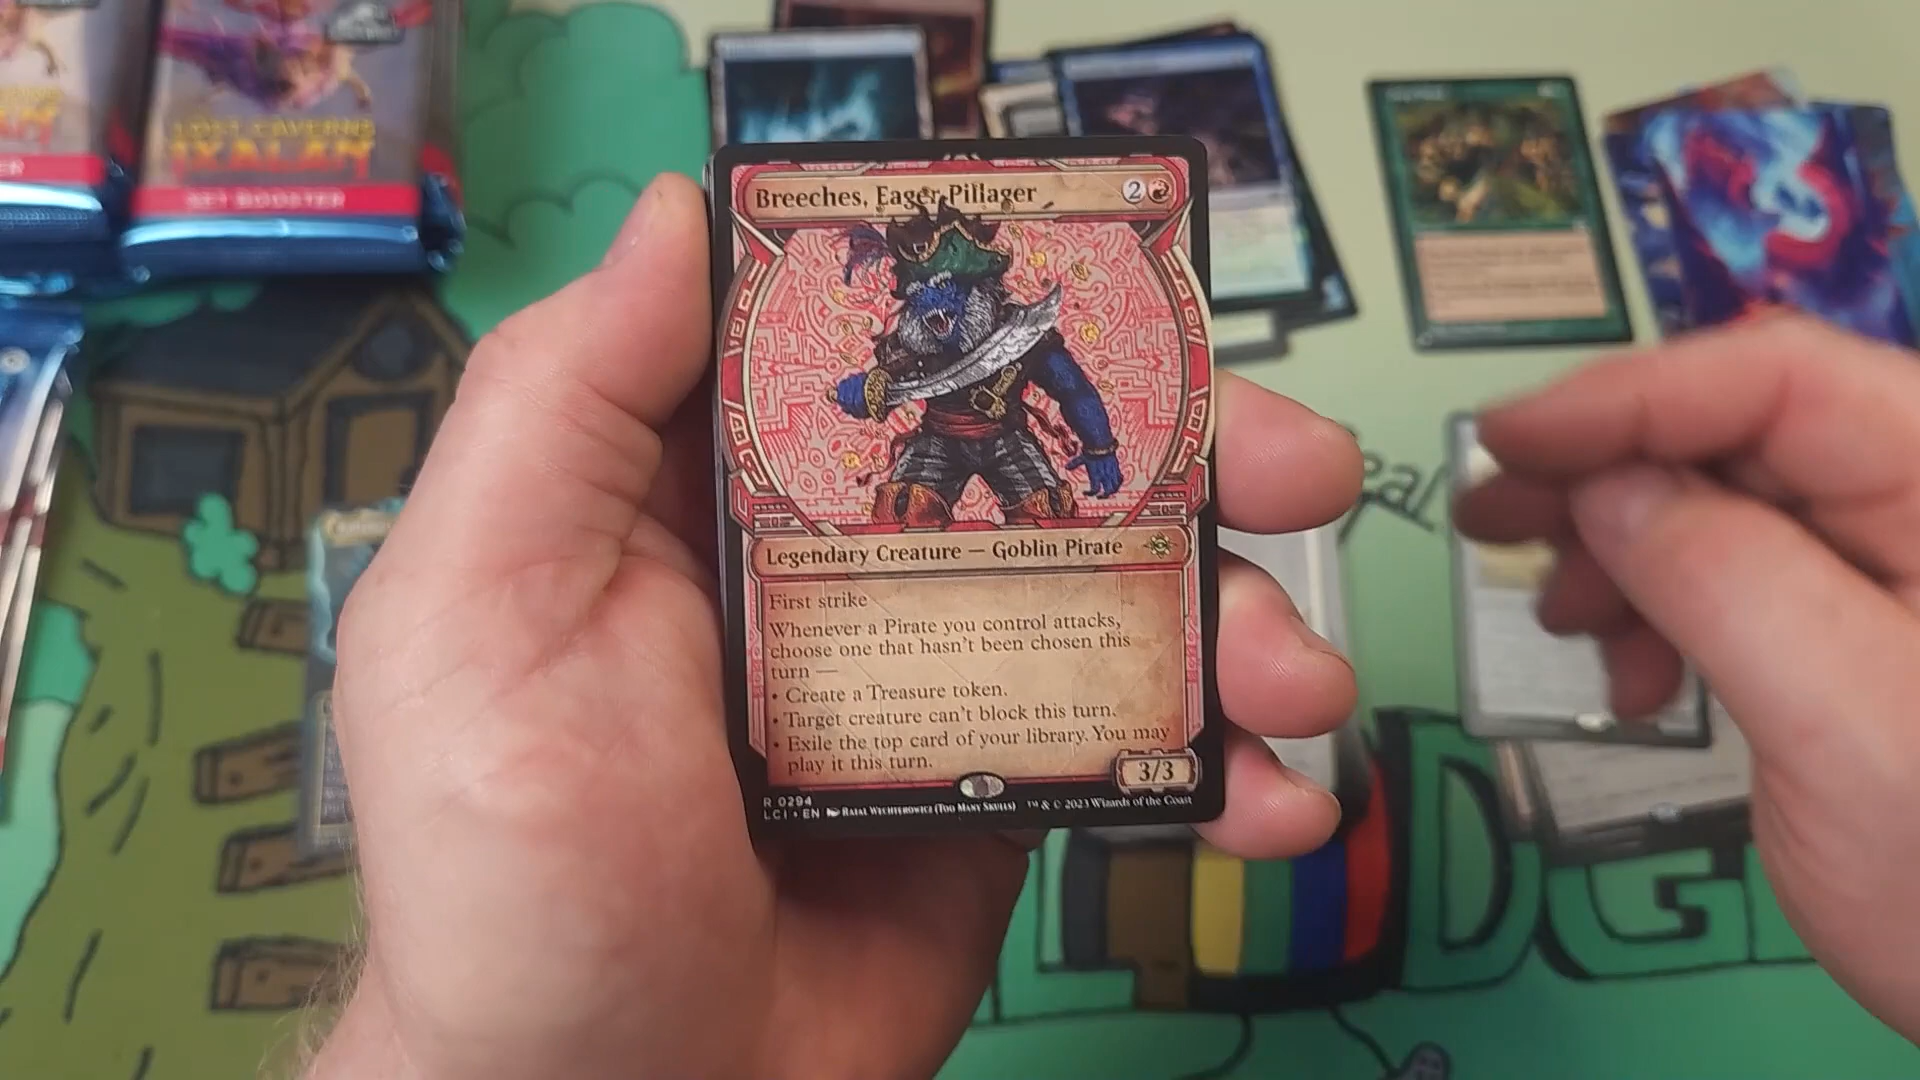 LOST CAVERNS
IXALAN
SET BOOSTER
Breeches, Eager Pillager
2
Legendary Creature — Goblin Pirate
First strike
Whenever a Pirate you control attacks,
choose one that hasn't been chosen this
turn —
• Create a Treasure token.
• Target creature can't block this turn.
• Exile the top card of your library. You may
play it this turn.
3/3
R 0294
LCI • EN Rafal Wechterowicz (Too Many Skulls) ™ & © 2023 Wizards of the Coast